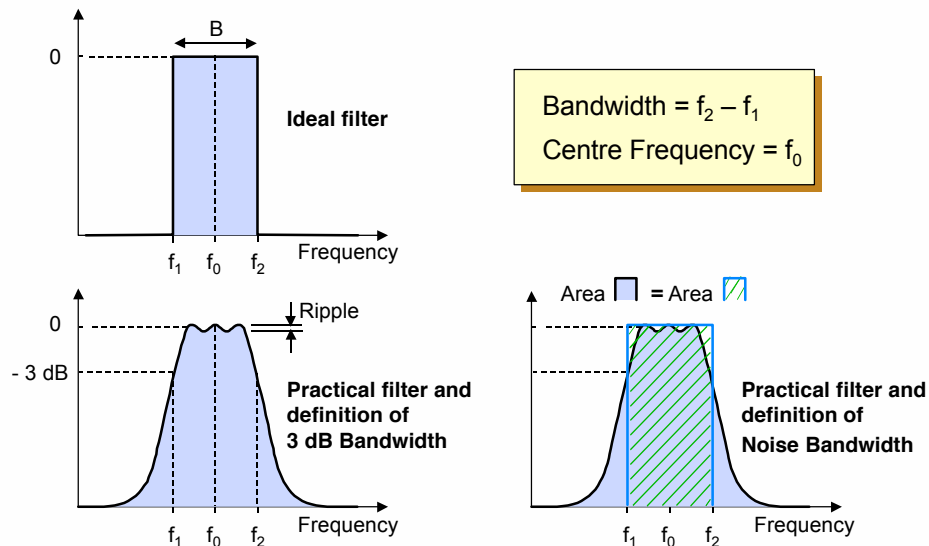 B
0
Ideal filter
Frequency
f₁ f₀ f₂
Bandwidth = f₂ – f₁
Centre Frequency = f₀
Ripple
0
- 3 dB
Practical filter and
definition of
3 dB Bandwidth
Frequency
f₁ f₀ f₂
Area = Area
Practical filter and
definition of
Noise Bandwidth
Frequency
f₁ f₀ f₂